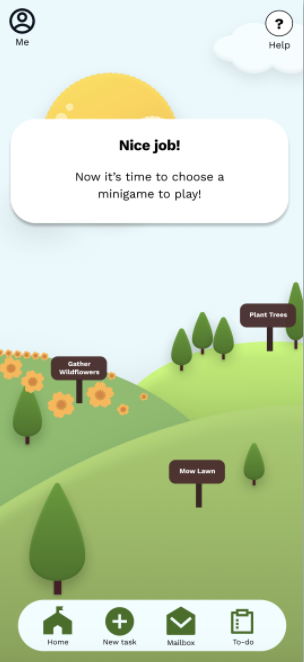 Me
?
Help
Nice job!
Now it's time to choose a
minigame to play!
Plant Trees
Gather
Wildflowers
Mow Lawn
Home
New task
Mailbox
To-do